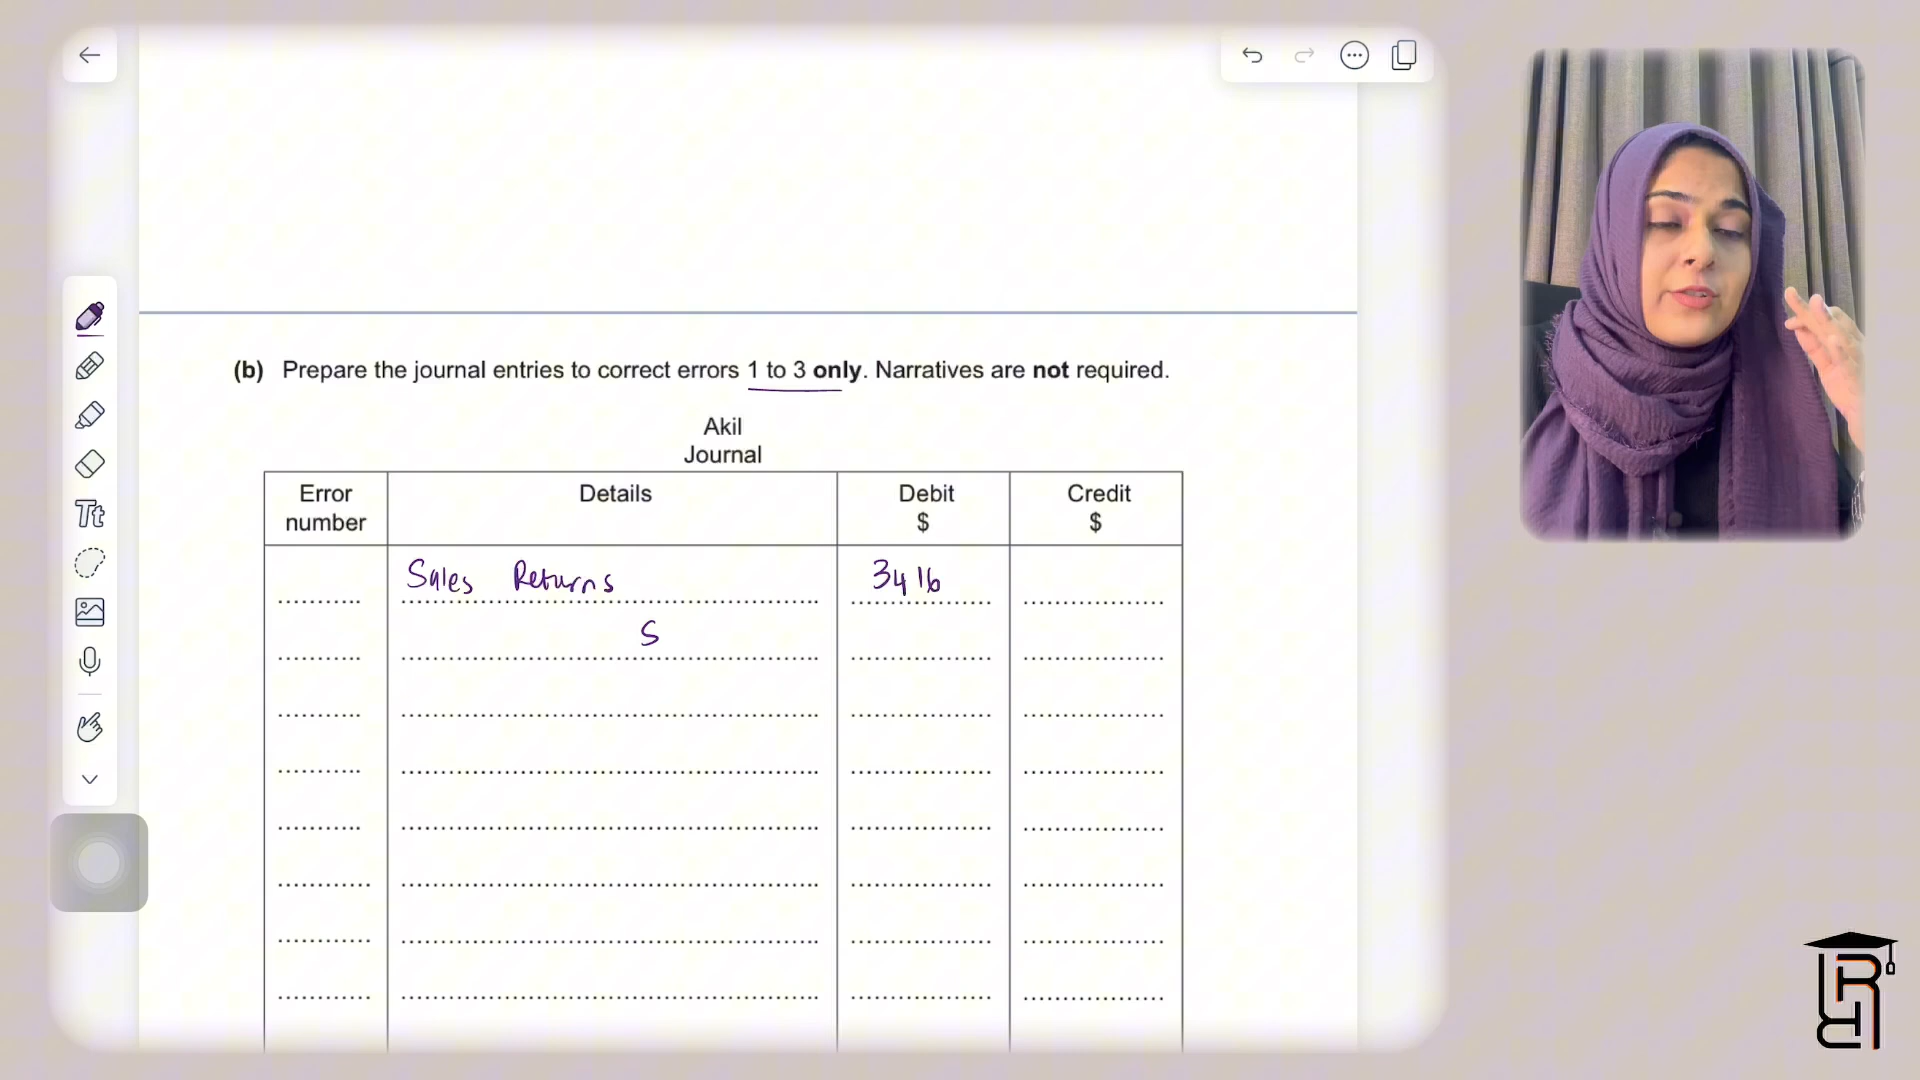 (b) Prepare the journal entries to correct errors 1 to 3 only. Narratives are not required.
Akil
Journal
Error number Details Debit $ Credit $
Sales Returns 3416
S
Tt